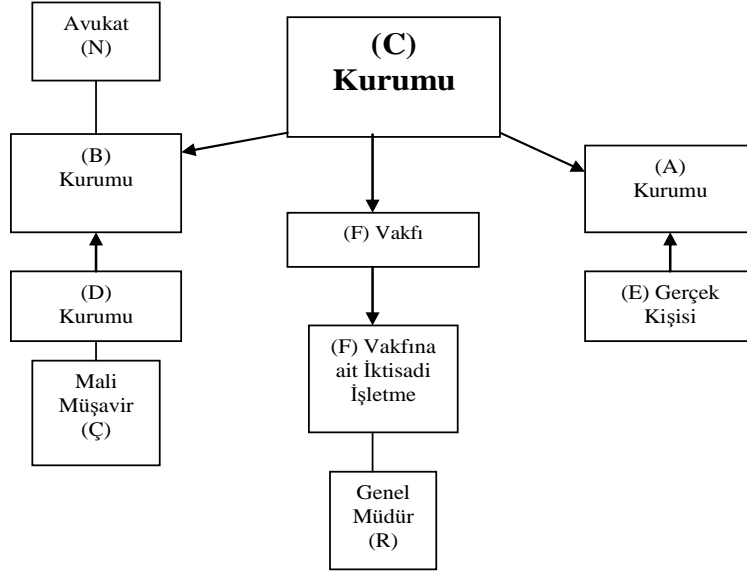 Avukat
(N)
(C)
Kurumu
(B)
Kurumu
(A)
Kurumu
(F) Vakfı
(D)
Kurumu
(E) Gerçek
Kişisi
(F) Vakfına
ait İktisadi
İşletme
Mali
Müşavir
(Ç)
Genel
Müdür
(R)